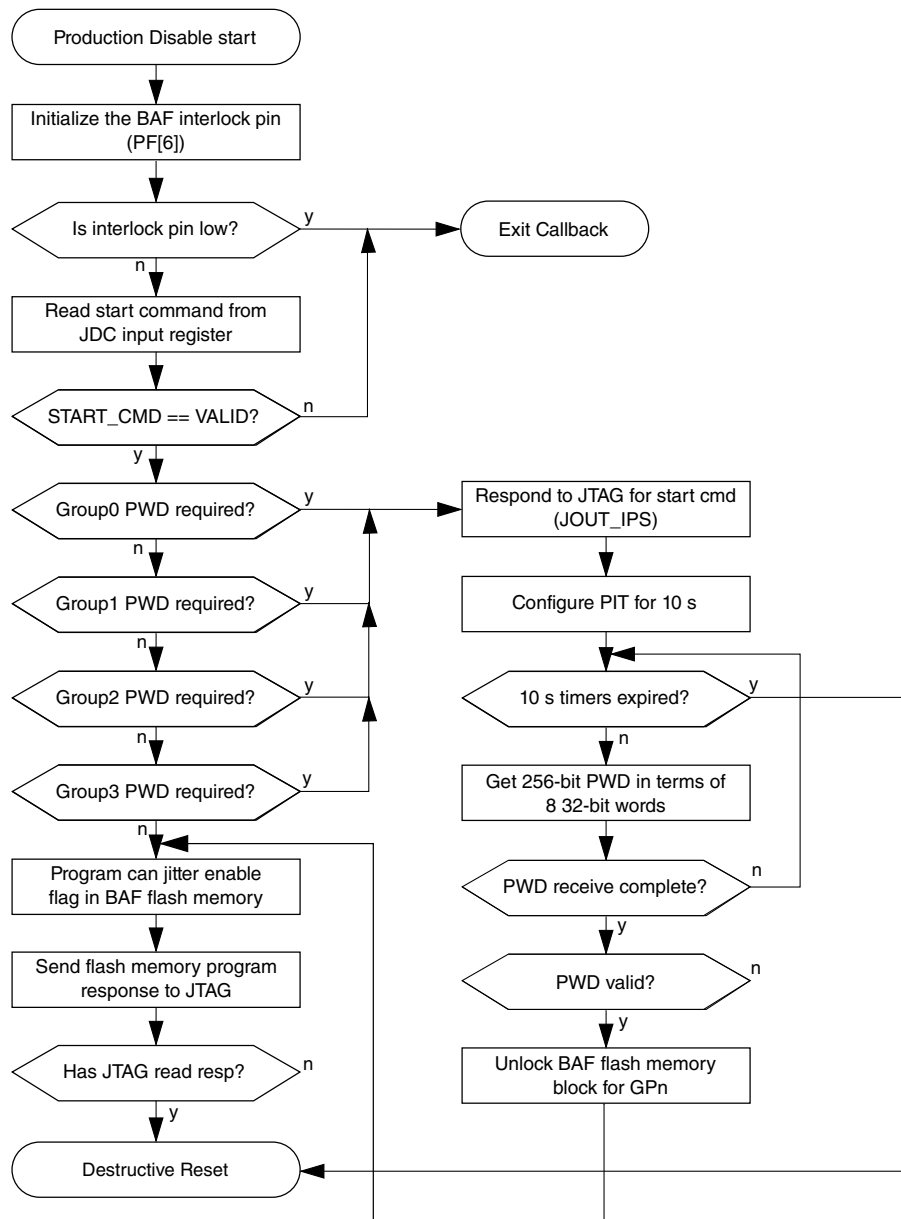 Production Disable start
Initialize the BAF interlock pin
(PF[6])
Is interlock pin low?
y
Exit Callback
n
Read start command from
JDC input register
START_CMD == VALID?
n
y
Group0 PWD required?
y
n
Group1 PWD required?
y
n
Group2 PWD required?
y
n
Group3 PWD required?
y
n
Program can jitter enable
flag in BAF flash memory
Send flash memory program
response to JTAG
Has JTAG read resp?
n
y
Destructive Reset
Respond to JTAG for start cmd
(JOUT_IPS)
Configure PIT for 10 s
10 s timers expired?
y
n
Get 256-bit PWD in terms of
8 32-bit words
PWD receive complete?
n
y
PWD valid?
n
y
Unlock BAF flash memory
block for GPn